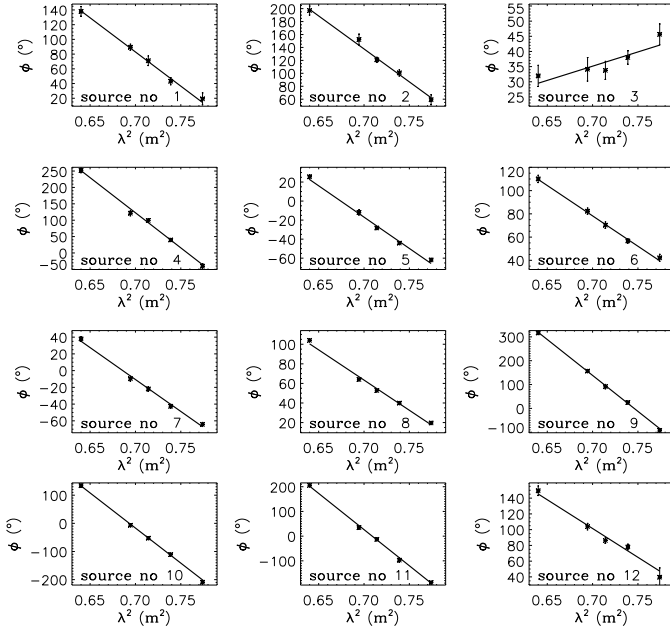 140
120
100
80
60
40
20
ϕ (°)
source no 1
0.65 0.70 0.75
λ² (m²)
200
180
160
140
120
100
80
60
ϕ (°)
source no 2
0.65 0.70 0.75
λ² (m²)
55
50
45
40
35
30
25
ϕ (°)
source no 3
0.65 0.70 0.75
λ² (m²)
250
200
150
100
50
0
−50
ϕ (°)
source no 4
0.65 0.70 0.75
λ² (m²)
20
0
−20
−40
−60
ϕ (°)
source no 5
0.65 0.70 0.75
λ² (m²)
120
100
80
60
40
ϕ (°)
source no 6
0.65 0.70 0.75
λ² (m²)
40
20
0
−20
−40
−60
ϕ (°)
source no 7
0.65 0.70 0.75
λ² (m²)
100
80
60
40
20
ϕ (°)
source no 8
0.65 0.70 0.75
λ² (m²)
300
200
100
0
−100
ϕ (°)
source no 9
0.65 0.70 0.75
λ² (m²)
100
0
−100
−200
ϕ (°)
source no 10
0.65 0.70 0.75
λ² (m²)
200
100
0
−100
ϕ (°)
source no 11
0.65 0.70 0.75
λ² (m²)
140
120
100
80
60
40
ϕ (°)
source no 12
0.65 0.70 0.75
λ² (m²)